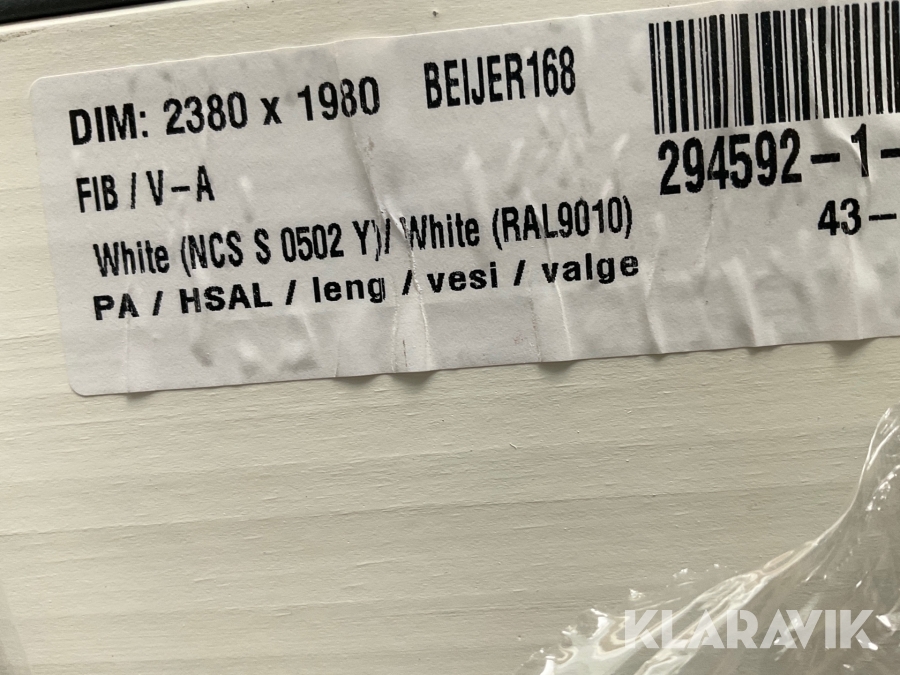 DIM: 2380 x 1980 BEIJER168
294592-1-
FIB / V-A
43-
White (NCS S 0502 Y)/ White (RAL9010)
PA / HSAL / leng / vesi / valge
KLARAVIK